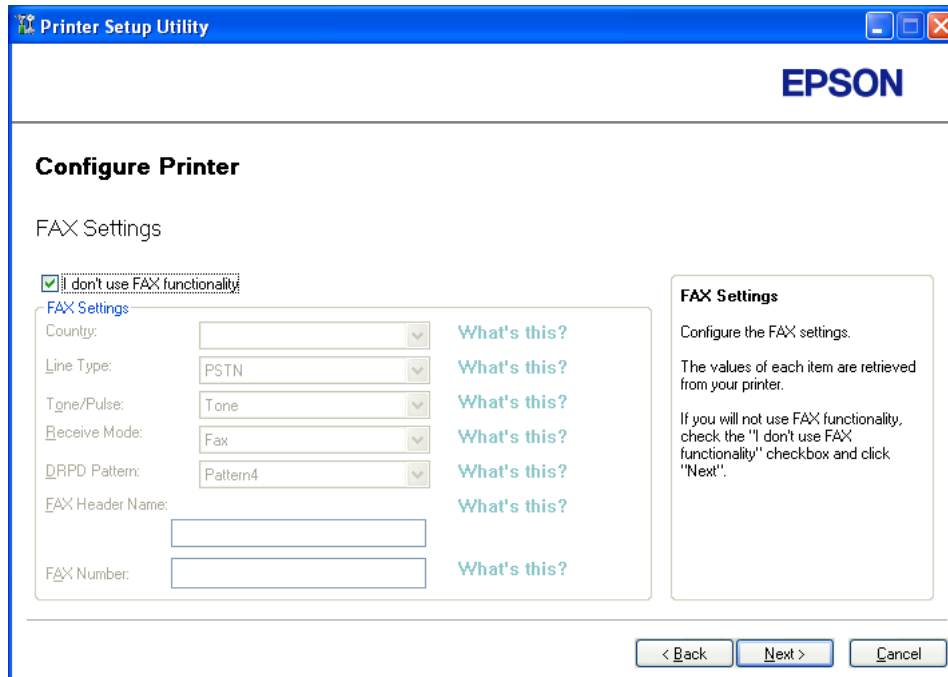 Printer Setup Utility
EPSON
Configure Printer
FAX Settings
I don't use FAX functionality
FAX Settings
Country: What's this?
Line Type: PSTN What's this?
Tone/Pulse: Tone What's this?
Receive Mode: Fax What's this?
DRPD Pattern: Pattern4 What's this?
FAX Header Name: What's this?
FAX Number: What's this?
FAX Settings
Configure the FAX settings.
The values of each item are retrieved
from your printer.
If you will not use FAX functionality,
check the "I don't use FAX
functionality" checkbox and click
"Next".
< Back Next > Cancel